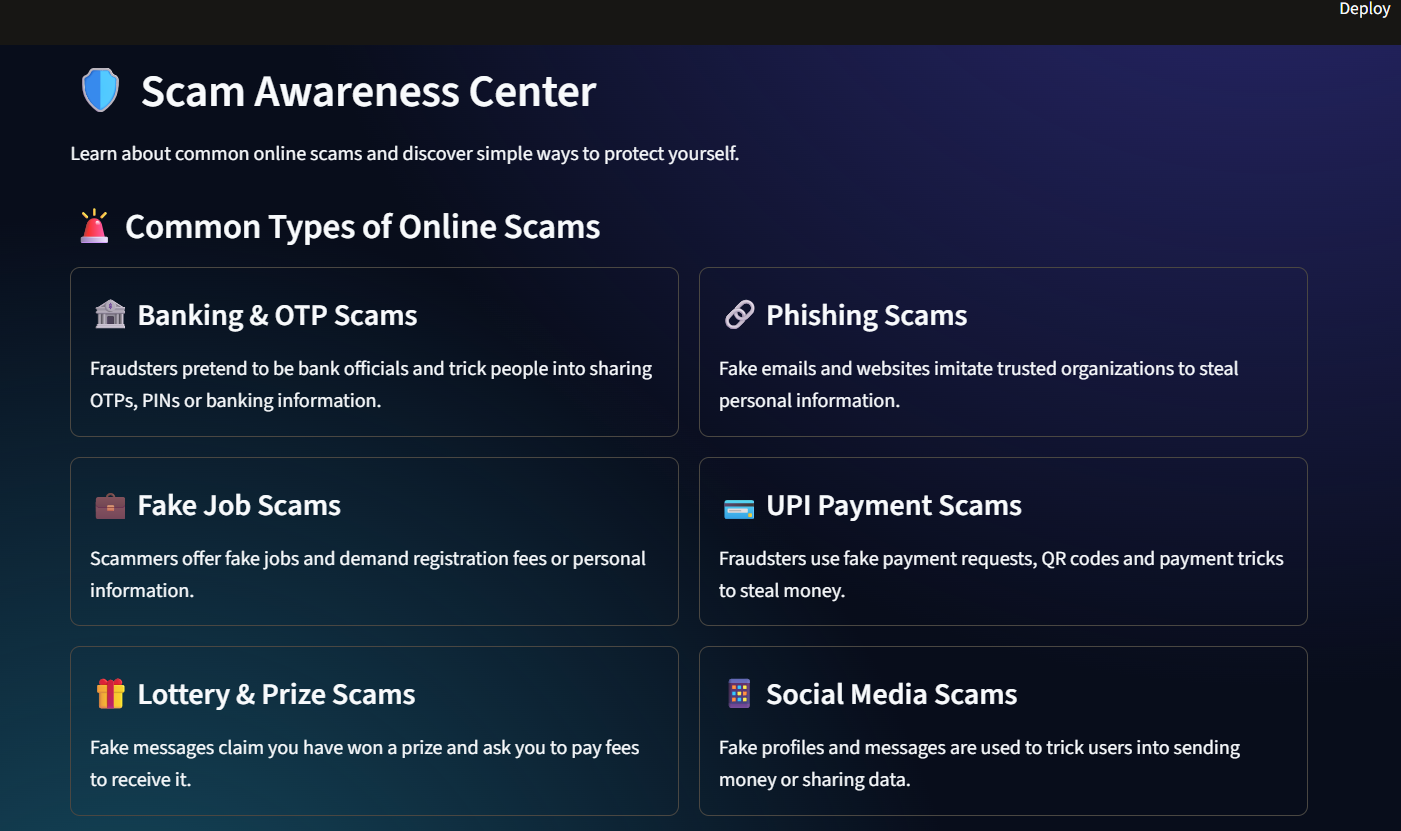 Deploy
Scam Awareness Center
Learn about common online scams and discover simple ways to protect yourself.
Common Types of Online Scams
Banking & OTP Scams
Fraudsters pretend to be bank officials and trick people into sharing
OTPs, PINs or banking information.
Phishing Scams
Fake emails and websites imitate trusted organizations to steal
personal information.
Fake Job Scams
Scammers offer fake jobs and demand registration fees or personal
information.
UPI Payment Scams
Fraudsters use fake payment requests, QR codes and payment tricks
to steal money.
Lottery & Prize Scams
Fake messages claim you have won a prize and ask you to pay fees
to receive it.
Social Media Scams
Fake profiles and messages are used to trick users into sending
money or sharing data.